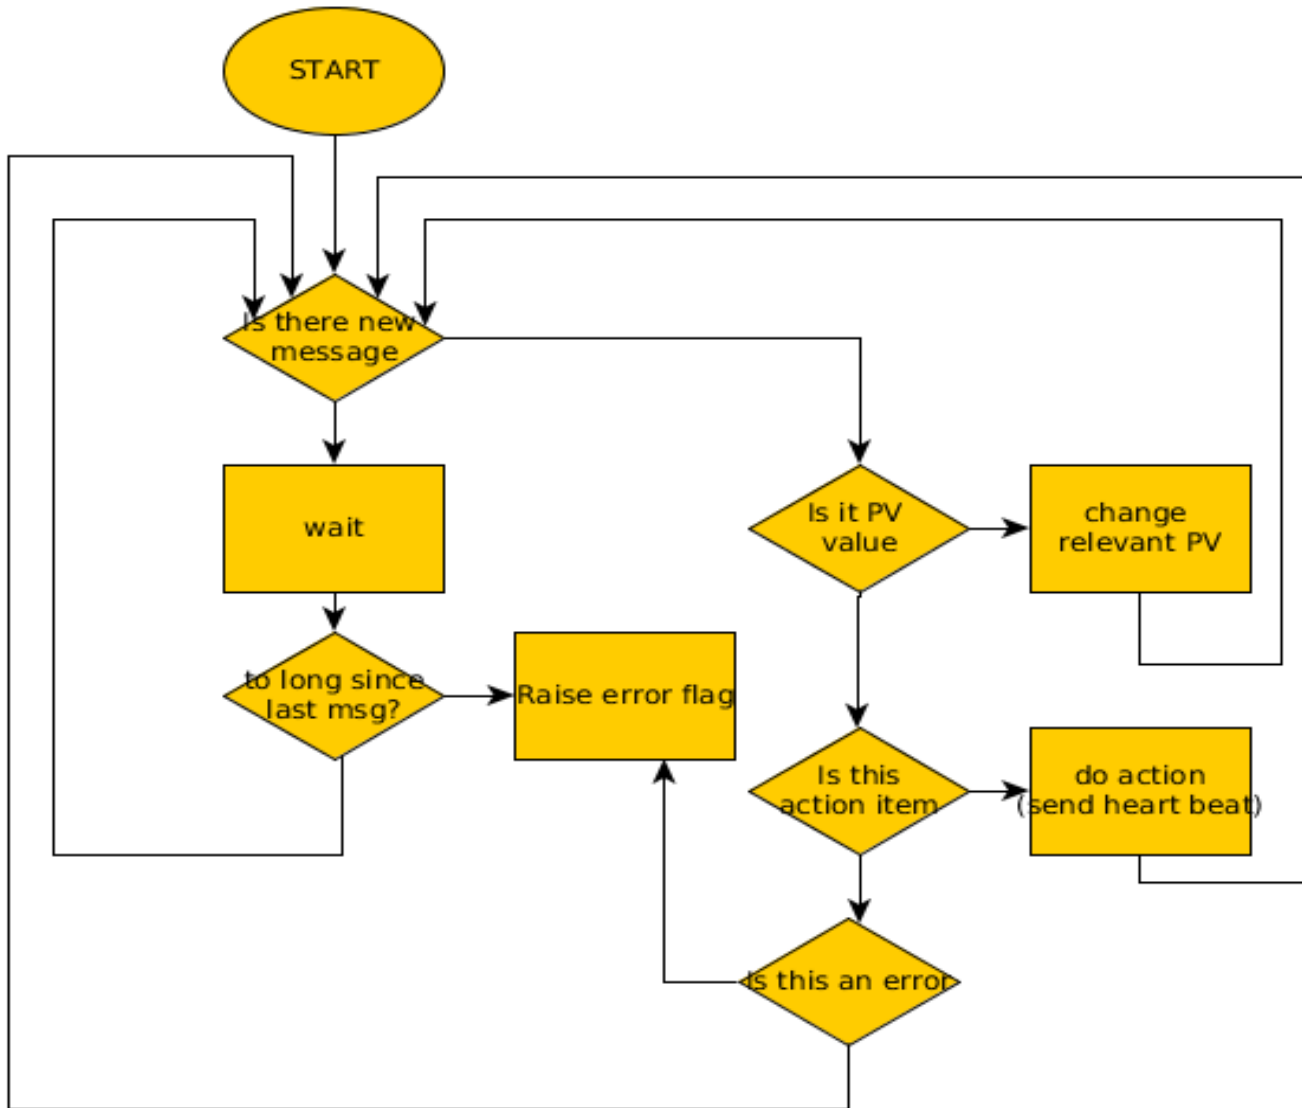 START
Is there new
message
wait
Is it PV
value
change
relevant PV
to long since
last msg?
Raise error flag
Is this
action item
do action
(send heart beat)
Is this an error